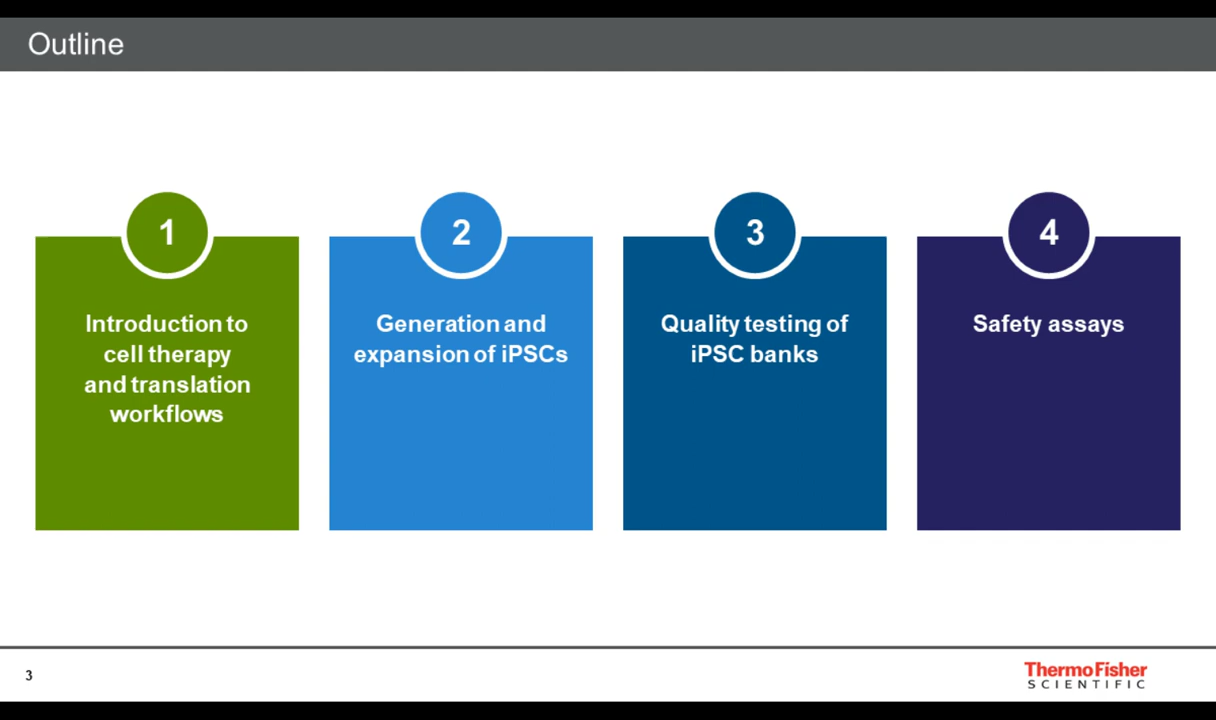 Outline
1
Introduction to
cell therapy
and translation
workflows
2
Generation and
expansion of iPSCs
3
Quality testing of
iPSC banks
4
Safety assays
3
ThermoFisher
SCIENTIFIC